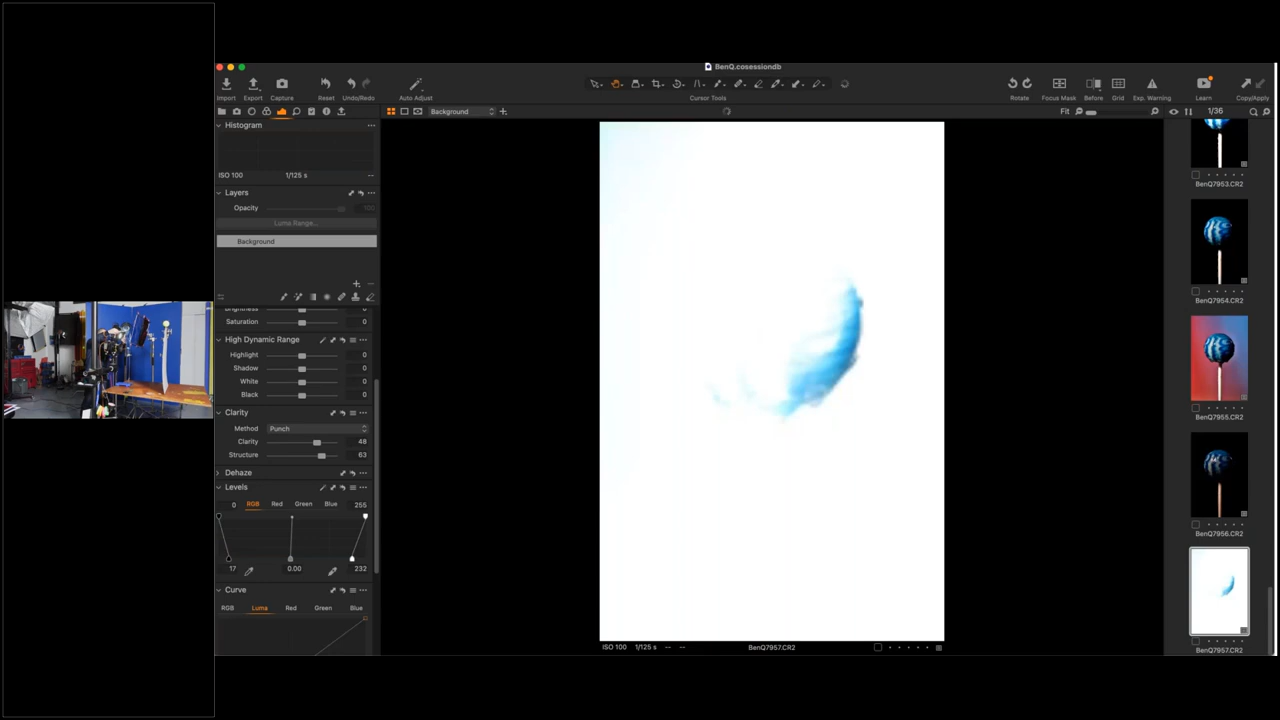 BenQ.cosessiondb
Import Export Capture Reset Undo/Redo Auto Adjust Cursor Tools Rotate Focus Mask Before Grid Exp. Warning Learn Copy/Apply
Background
Fit
1/36
Histogram
ISO 100 1/125 s --
Layers
Opacity 100
Luma Range...
Background
Brightness 0
Saturation 0
High Dynamic Range
Highlight 0
Shadow 0
White 0
Black 0
Clarity
Method Punch
Clarity 48
Structure 63
Dehaze
Levels
0 RGB Red Green Blue 255
17 0.00 232
Curve
RGB Luma Red Green Blue
ISO 100 1/125 s -- -- BenQ7957.CR2
BenQ7953.CR2
BenQ7954.CR2
BenQ7955.CR2
BenQ7956.CR2
BenQ7957.CR2